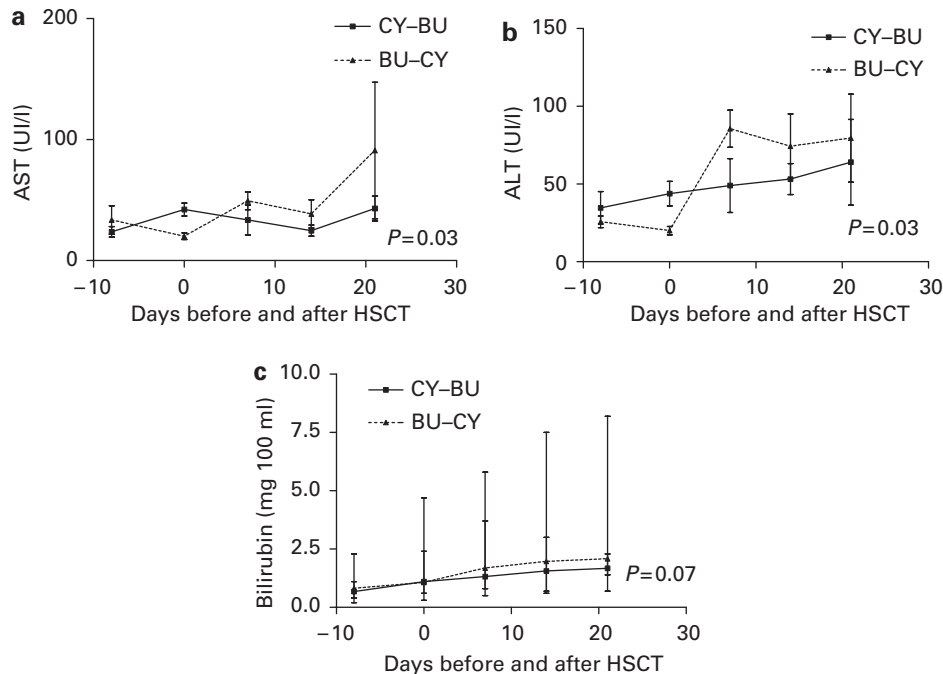 a
200
100
0
AST (UI/l)
CY–BU
BU–CY
P=0.03
–10 0 10 20 30
Days before and after HSCT
b
150
100
50
0
ALT (UI/l)
CY–BU
BU–CY
P=0.03
–10 0 10 20 30
Days before and after HSCT
c
10.0
7.5
5.0
2.5
0.0
Bilirubin (mg 100 ml)
CY–BU
BU–CY
P=0.07
–10 0 10 20 30
Days before and after HSCT